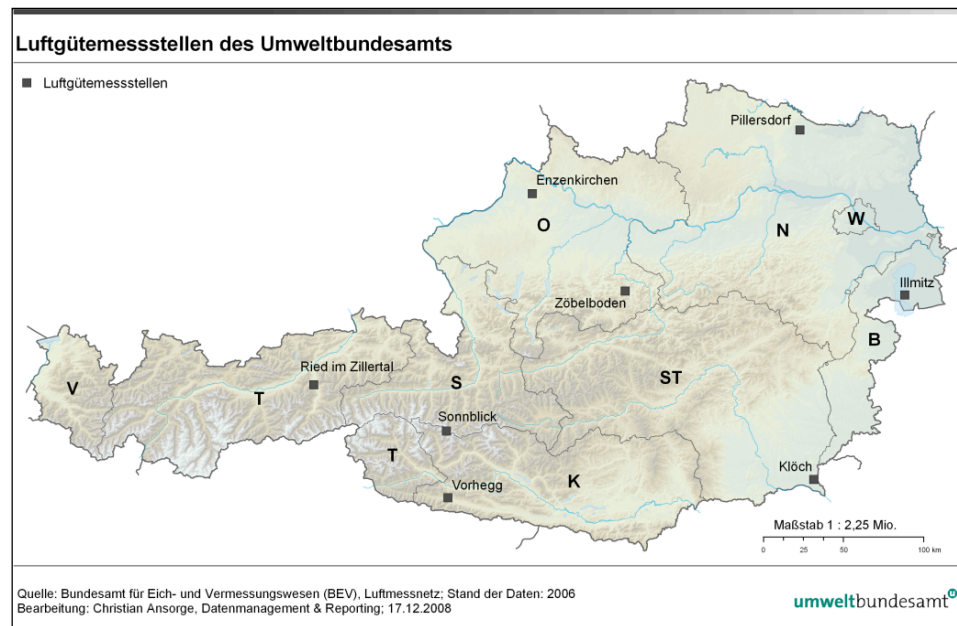 Luftgütemessstellen des Umweltbundesamts
Luftgütemessstellen
Pillersdorf
Enzenkirchen
W
O
N
Illmitz
Zöbelboden
B
Ried im Zillertal
ST
S
V
T
Sonnblick
T
Klöch
K
Vorhegg
Maßstab 1 : 2,25 Mio.
0 25 50 100 km
Quelle: Bundesamt für Eich- und Vermessungswesen (BEV), Luftmessnetz; Stand der Daten: 2006
Bearbeitung: Christian Ansorge, Datenmanagement & Reporting; 17.12.2008
umweltbundesamt